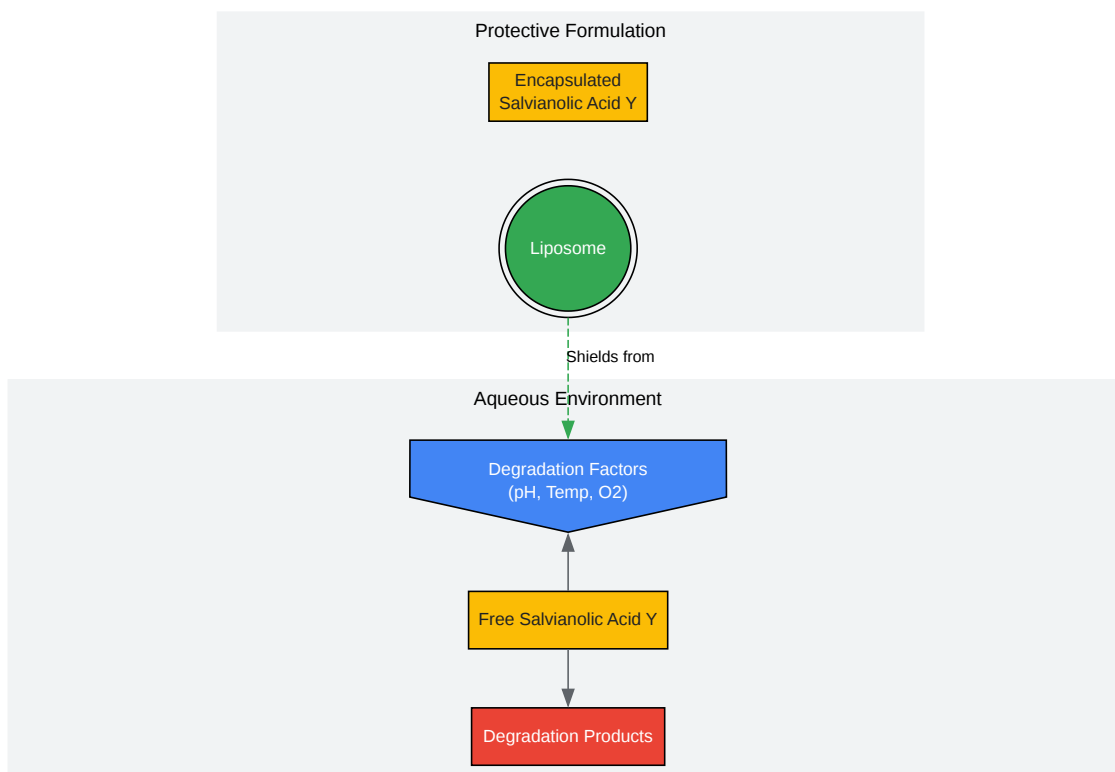 Protective Formulation
Encapsulated
Salvianolic Acid Y
Liposome
Shields from
Aqueous Environment
Degradation Factors
(pH, Temp, O2)
Free Salvianolic Acid Y
Degradation Products